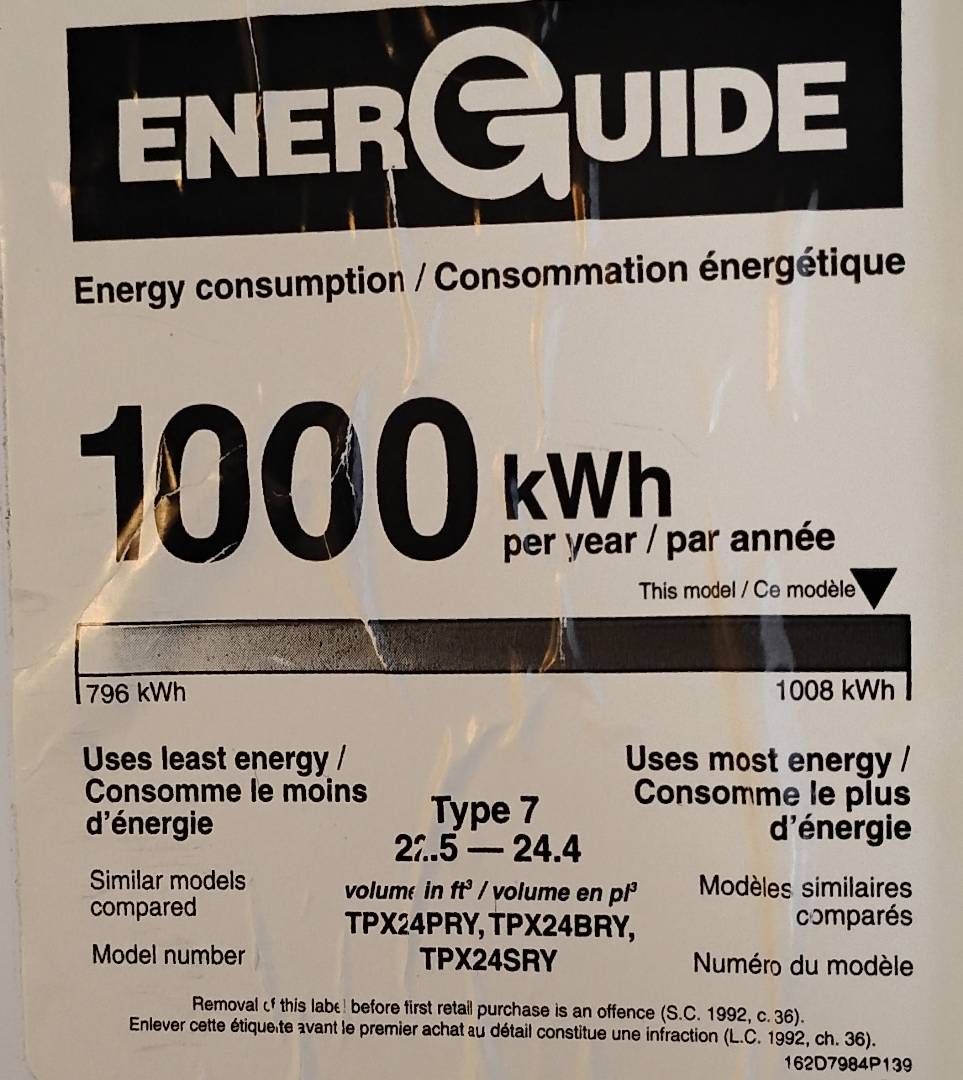 ENERGUIDE
Energy consumption / Consommation énergétique
1000 kWh
per year / par année
This model / Ce modèle
796 kWh
1008 kWh
Uses least energy /
Consomme le moins
d'énergie
Uses most energy /
Consomme le plus
d'énergie
Type 7
22.5 — 24.4
volume in ft³ / volume en pi³
Similar models
compared
Modèles similaires
comparés
TPX24PRY, TPX24BRY,
TPX24SRY
Model number
Numéro du modèle
Removal of this label before first retail purchase is an offence (S.C. 1992, c. 36).
Enlever cette étiquette avant le premier achat au détail constitue une infraction (L.C. 1992, ch. 36).
162D7984P139